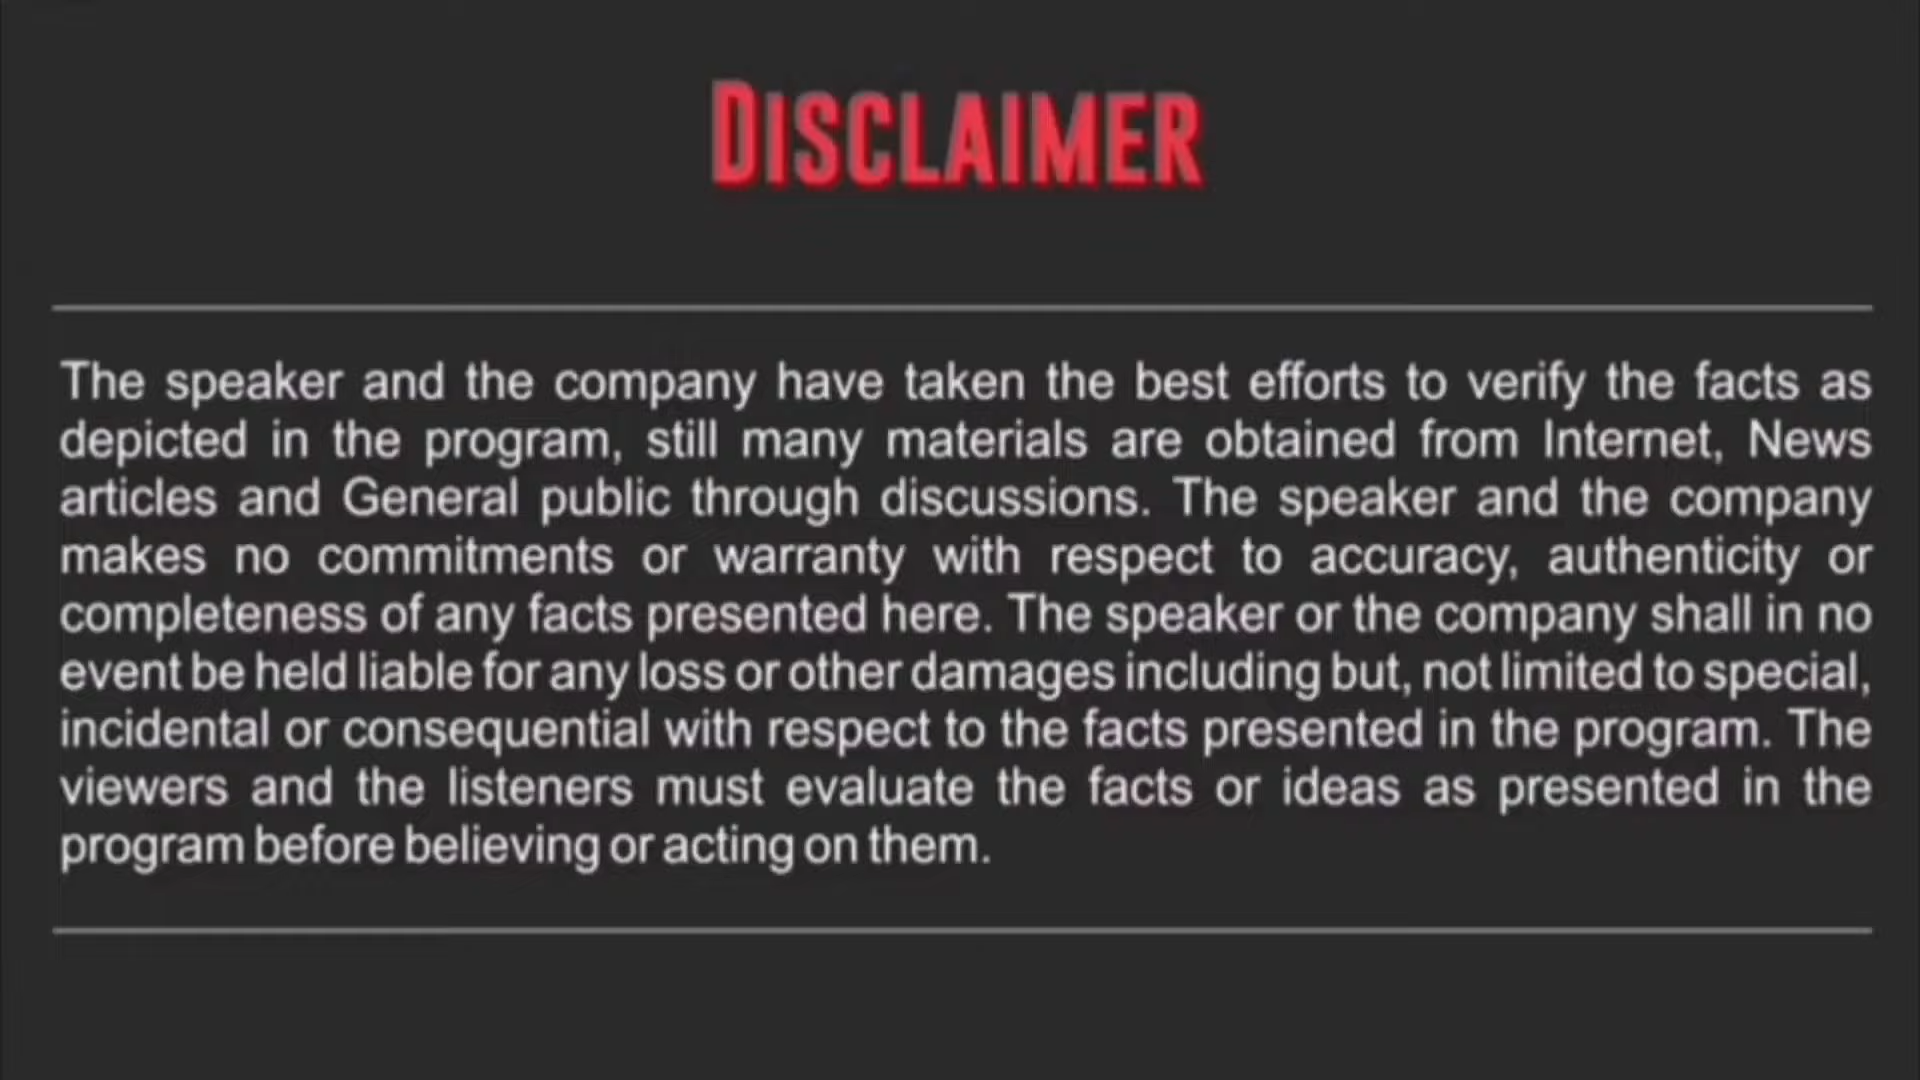 DISCLAIMER
The speaker and the company have taken the best efforts to verify the facts as
depicted in the program, still many materials are obtained from Internet, News
articles and General public through discussions. The speaker and the company
makes no commitments or warranty with respect to accuracy, authenticity or
completeness of any facts presented here. The speaker or the company shall in no
event be held liable for any loss or other damages including but, not limited to special,
incidental or consequential with respect to the facts presented in the program. The
viewers and the listeners must evaluate the facts or ideas as presented in the
program before believing or acting on them.